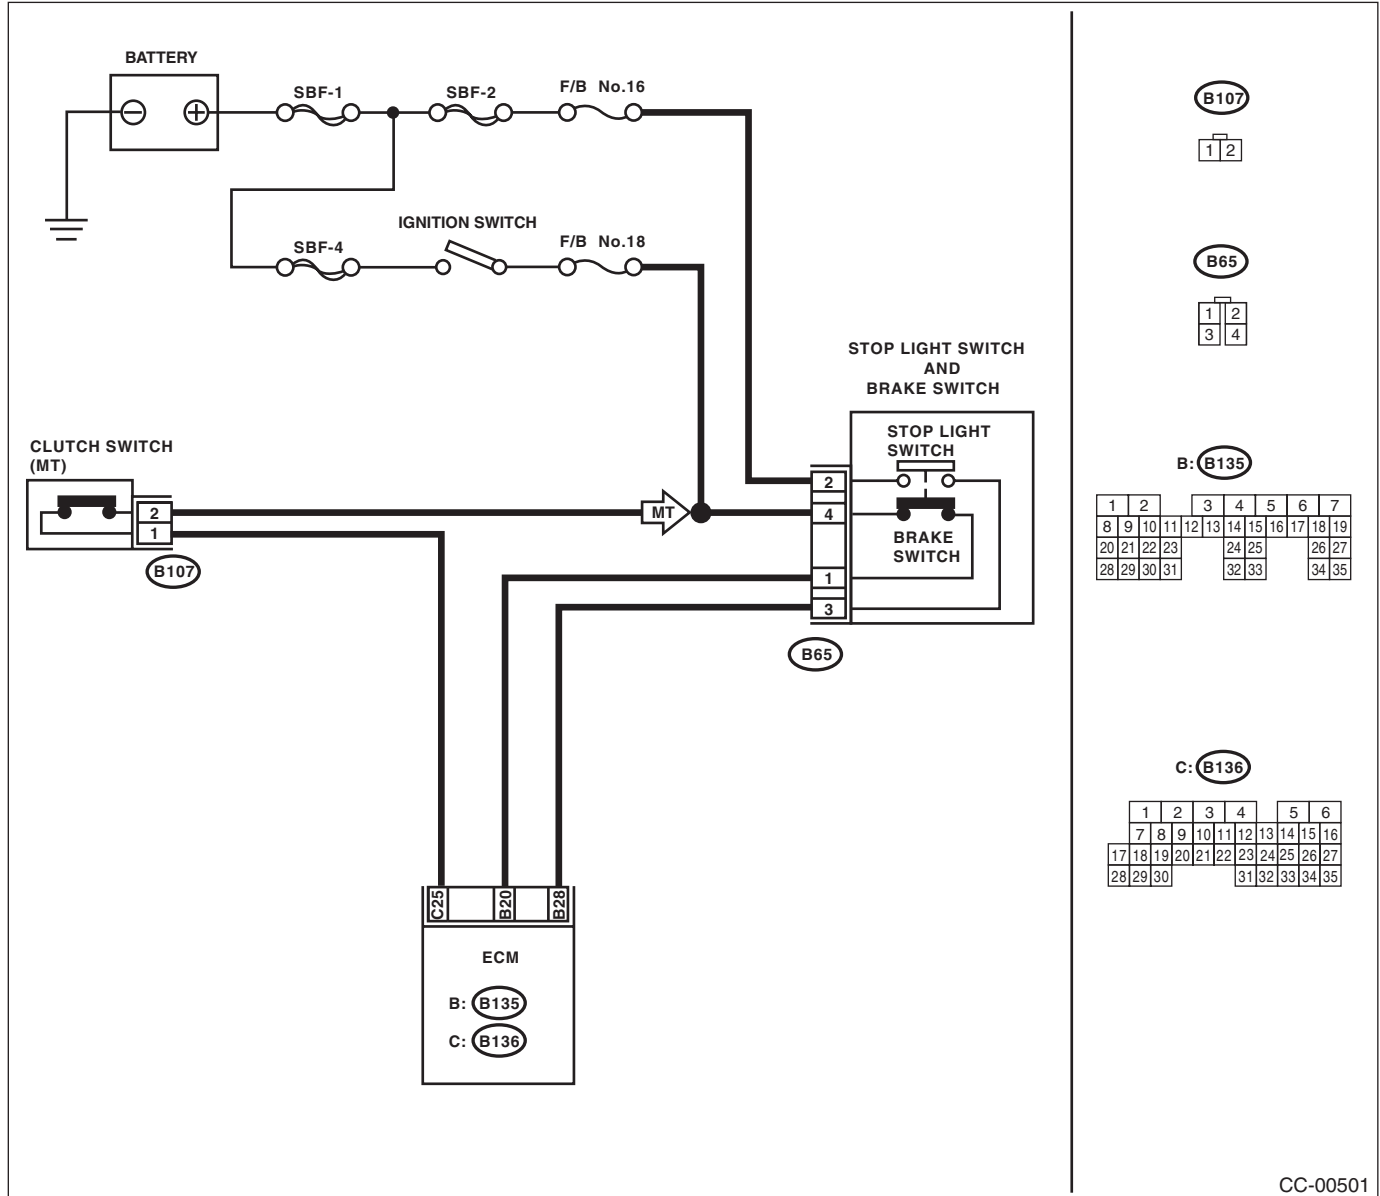 BATTERY
SBF-1
SBF-2
F/B No.16
IGNITION SWITCH
SBF-4
F/B No.18
STOP LIGHT SWITCH
AND
BRAKE SWITCH
STOP LIGHT
SWITCH
2
4
BRAKE
SWITCH
1
3
B65
CLUTCH SWITCH
(MT)
2
1
B107
MT
C25
B20
B28
ECM
B: B135
C: B136
B107
1 2
B65
1 2
3 4
B: B135
1 2 3 4 5 6 7
8 9 10 11 12 13 14 15 16 17 18 19
20 21 22 23 24 25 26 27
28 29 30 31 32 33 34 35
C: B136
1 2 3 4 5 6
7 8 9 10 11 12 13 14 15 16
17 18 19 20 21 22 23 24 25 26 27
28 29 30 31 32 33 34 35
CC-00501